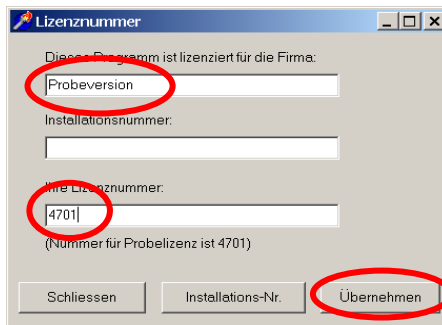 Lizenznummer
Dieses Programm ist lizenziert für die Firma:
Probeversion
Installationsnummer:
Ihre Lizenznummer:
4701
(Nummer für Probelizenz ist 4701)
Schliessen Installations-Nr. Übernehmen